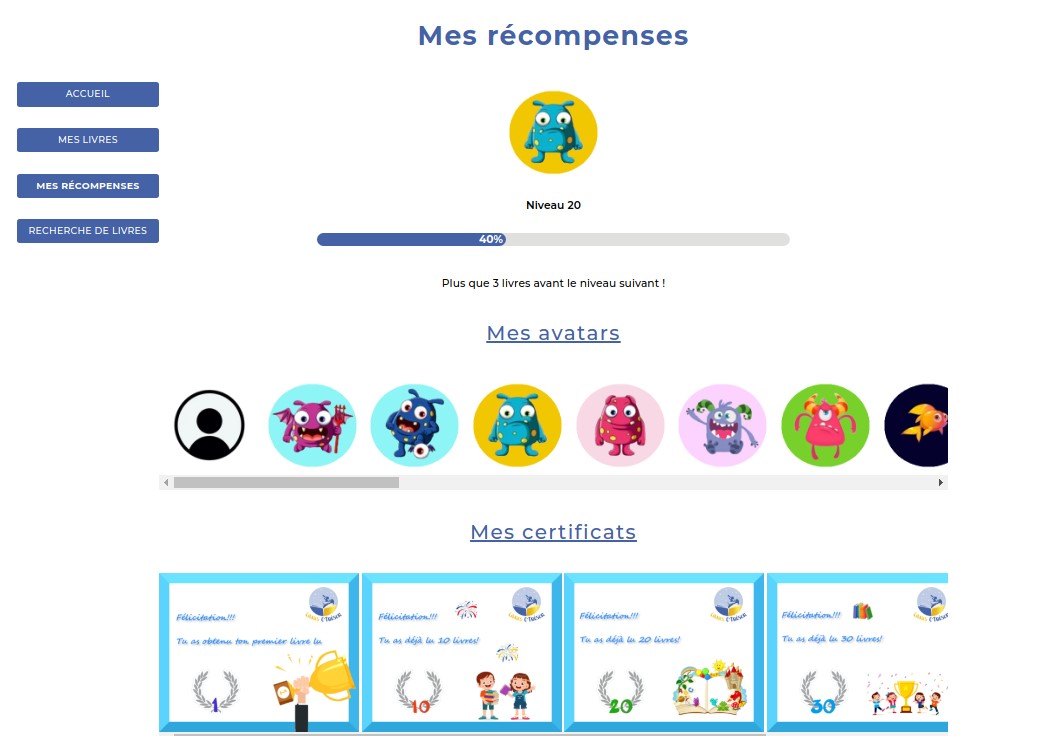 Mes récompenses
ACCUEIL
MES LIVRES
MES RÉCOMPENSES
RECHERCHE DE LIVRES
Niveau 20
40%
Plus que 3 livres avant le niveau suivant !
Mes avatars
Mes certificats
Félicitation!!!
Tu as obtenu ton premier livre lu
1
Félicitation!!!
Tu as déjà lu 10 livres!
10
Félicitation!!!
Tu as déjà lu 20 livres!
20
Félicitation!!!
Tu as déjà lu 30 livres!
30